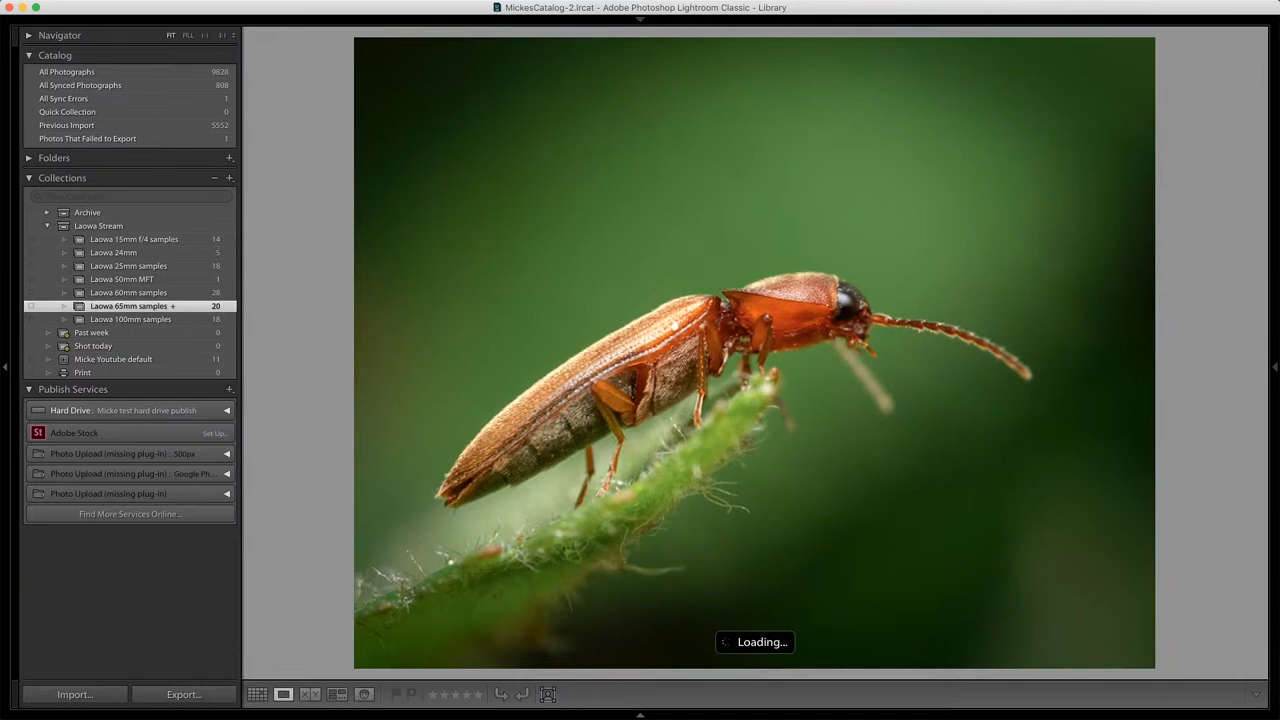 MickesCatalog-2.lrcat - Adobe Photoshop Lightroom Classic - Library
Navigator FIT FILL 1:1 3:1
Catalog
All Photographs 9828
All Synced Photographs 808
All Sync Errors 1
Quick Collection 0
Previous Import 5552
Photos That Failed to Export 1
Folders +
Collections − +
Archive
Laowa Stream
Laowa 15mm f/4 samples 14
Laowa 24mm 5
Laowa 25mm samples 18
Laowa 50mm MFT 1
Laowa 60mm samples 28
Laowa 65mm samples + 20
Laowa 100mm samples 18
Past week 0
Shot today 0
Micke Youtube default 11
Print 0
Publish Services +
Hard Drive : Micke test hard drive publish
St Adobe Stock Set Up...
Photo Upload (missing plug-in) : 500px
Photo Upload (missing plug-in) : Google Ph...
Photo Upload (missing plug-in)
Find More Services Online...
Loading...
Import... Export... XY